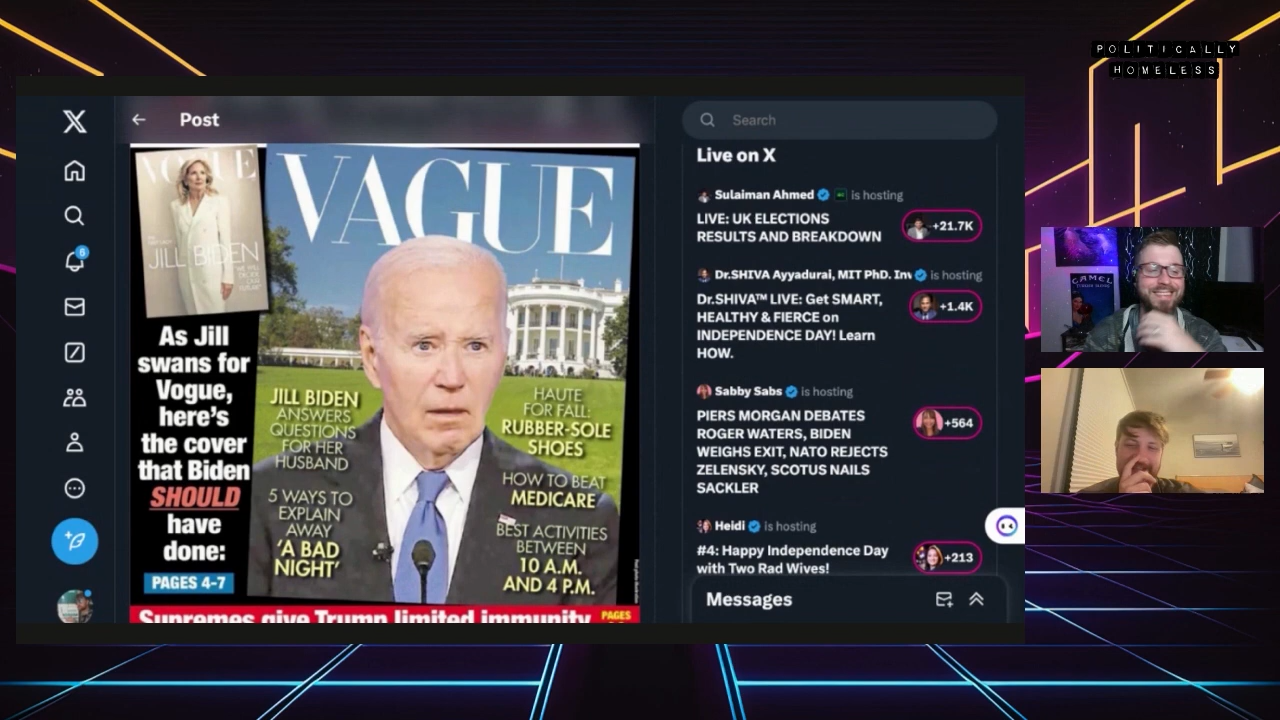 POLITICALLY
HOMELESS
Post
VOGUE
JILL BIDEN
As Jill
swans for
Vogue,
here's
the cover
that Biden
SHOULD
have
done:
PAGES 4-7
VAGUE
JILL BIDEN
ANSWERS
QUESTIONS
FOR HER
HUSBAND
5 WAYS TO
EXPLAIN
AWAY
'A BAD
NIGHT'
HAUTE
FOR FALL:
RUBBER-SOLE
SHOES
HOW TO BEAT
MEDICARE
BEST ACTIVITIES
BETWEEN
10 A.M.
AND 4 P.M.
Supremes give Trump limited immunity
PAGES
6
Search
Live on X
Sulaiman Ahmed is hosting
LIVE: UK ELECTIONS
RESULTS AND BREAKDOWN
+21.7K
Dr.SHIVA Ayyadurai, MIT PhD. Inv is hosting
Dr.SHIVA™ LIVE: Get SMART,
HEALTHY & FIERCE on
INDEPENDENCE DAY! Learn
HOW.
+1.4K
Sabby Sabs is hosting
PIERS MORGAN DEBATES
ROGER WATERS, BIDEN
WEIGHS EXIT, NATO REJECTS
ZELENSKY, SCOTUS NAILS
SACKLER
+564
Heidi is hosting
#4: Happy Independence Day
with Two Rad Wives!
+213
Messages
CAMEL